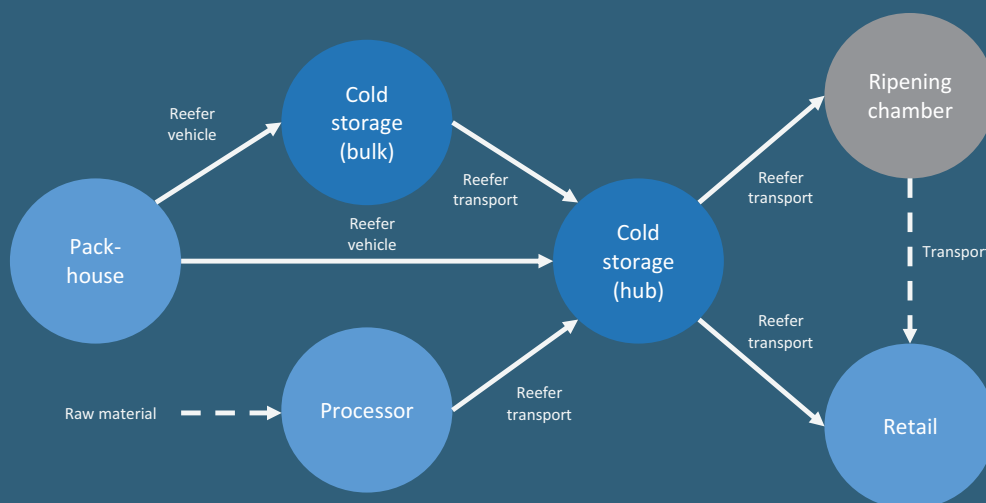 Ripening
chamber
Cold
storage
(bulk)
Reefer
vehicle
Reefer
transport
Reefer
transport
Reefer
vehicle
Pack-
house
Cold
storage
(hub)
Transport
Reefer
transport
Reefer
transport
Raw material
Processor
Retail